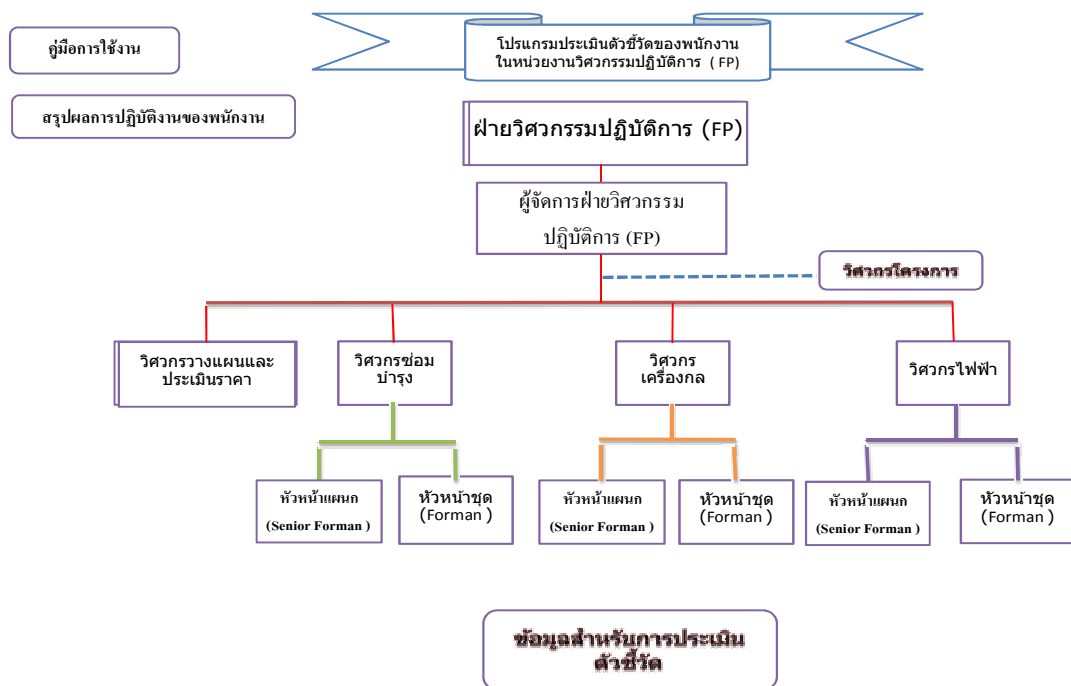 คู่มือการใช้งาน
โปรแกรมประเมินตัวชี้วัดของพนักงาน
ในหน่วยงานวิศวกรรมปฏิบัติการ ( FP)
สรุปผลการปฏิบัติงานของพนักงาน
ฝ่ายวิศวกรรมปฏิบัติการ (FP)
ผู้จัดการฝ่ายวิศวกรรม
ปฏิบัติการ (FP)
วิศวกรโครงการ
วิศวกรวางแผนและ
ประเมินราคา
วิศวกรซ่อม
บำรุง
วิศวกร
เครื่องกล
วิศวกรไฟฟ้า
หัวหน้าแผนก
(Senior Forman )
หัวหน้าชุด
(Forman )
หัวหน้าแผนก
(Senior Forman )
หัวหน้าชุด
(Forman )
หัวหน้าแผนก
(Senior Forman )
หัวหน้าชุด
(Forman )
ข้อมูลสำหรับการประเมิน
ตัวชี้วัด